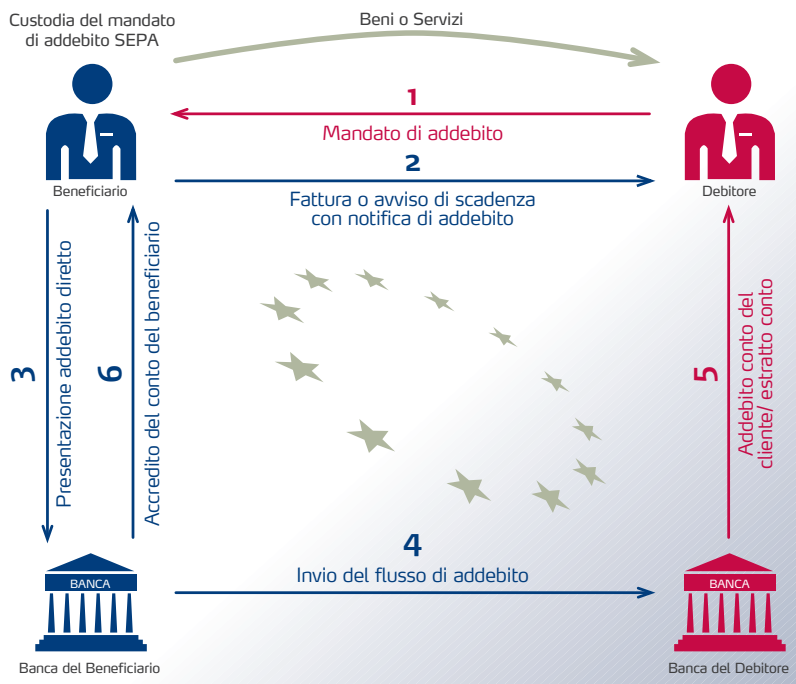 Custodia del mandato
di addebito SEPA
Beni o Servizi
1
Mandato di addebito
2
Fattura o avviso di scadenza
con notifica di addebito
Beneficiario
Debitore
3
Presentazione addebito diretto
6
Accredito del conto del beneficiario
5
Addebito conto del
cliente/ estratto conto
4
Invio del flusso di addebito
BANCA
Banca del Beneficiario
BANCA
Banca del Debitore